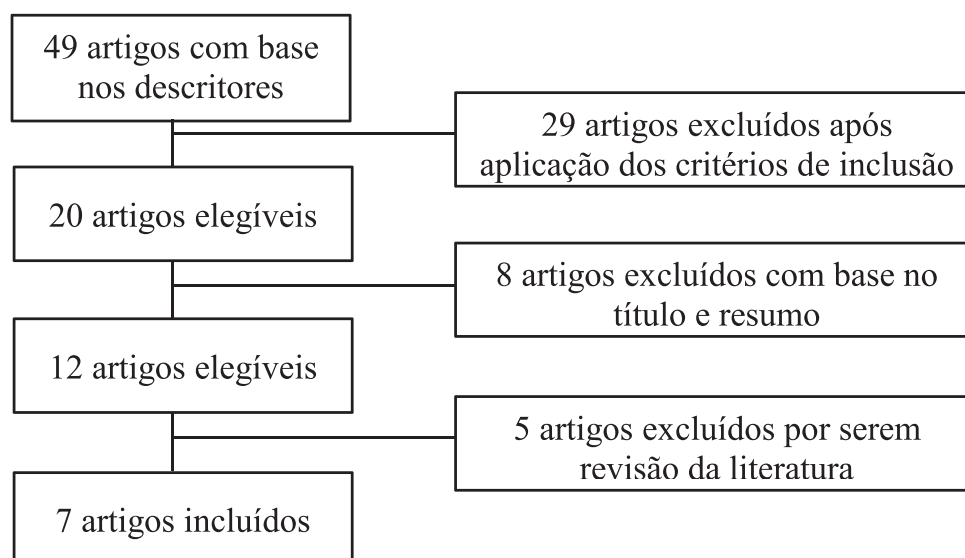 49 artigos com base
nos descritores
29 artigos excluídos após
aplicação dos critérios de inclusão
20 artigos elegíveis
8 artigos excluídos com base no
título e resumo
12 artigos elegíveis
5 artigos excluídos por serem
revisão da literatura
7 artigos incluídos